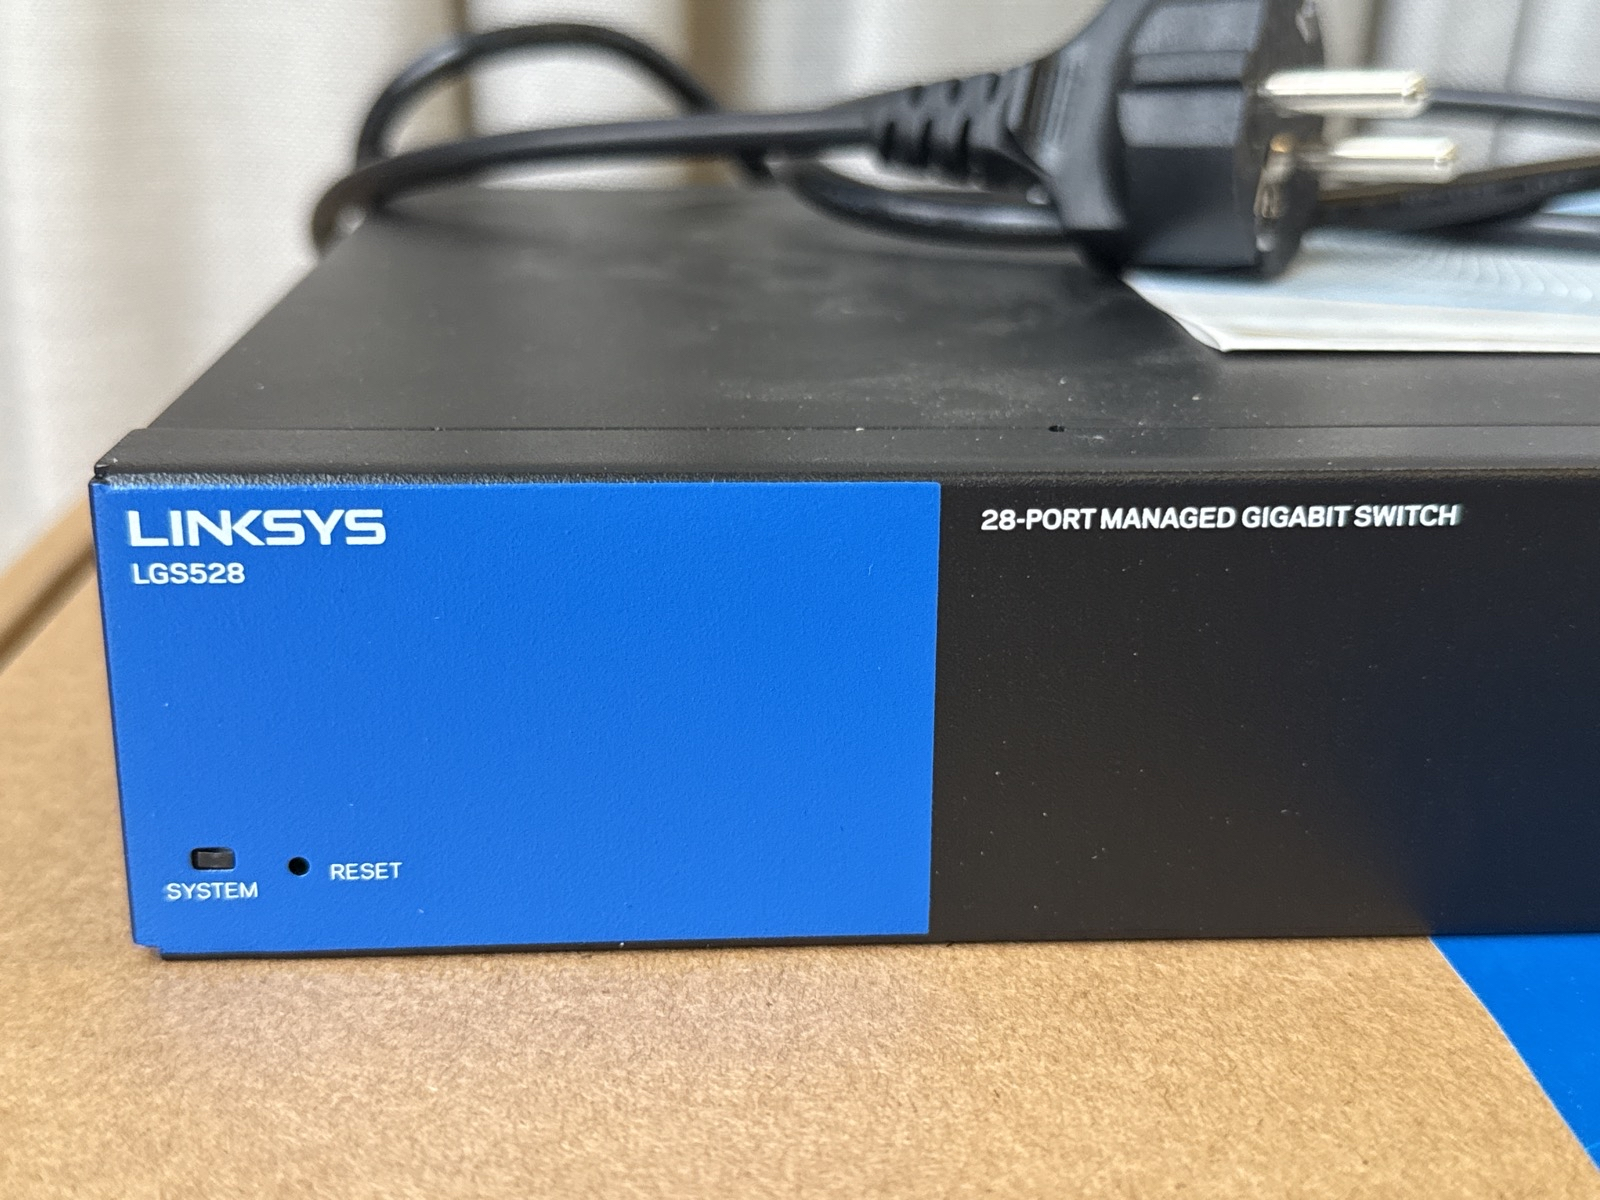 LINKSYS
LGS528
28-PORT MANAGED GIGABIT SWITCH
RESET
SYSTEM